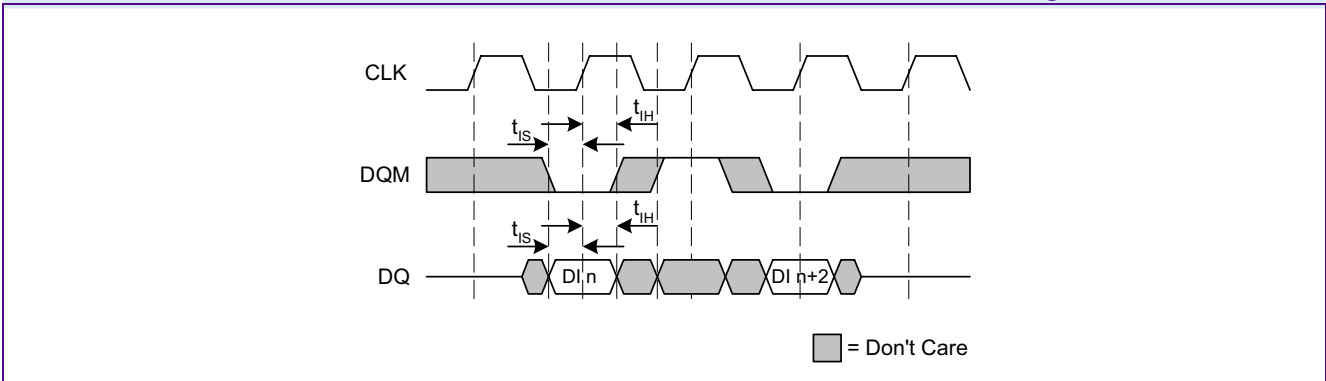 CLK
tIH
tIS
DQM
tIH
tIS
DQ
DI n
DI n+2
= Don't Care